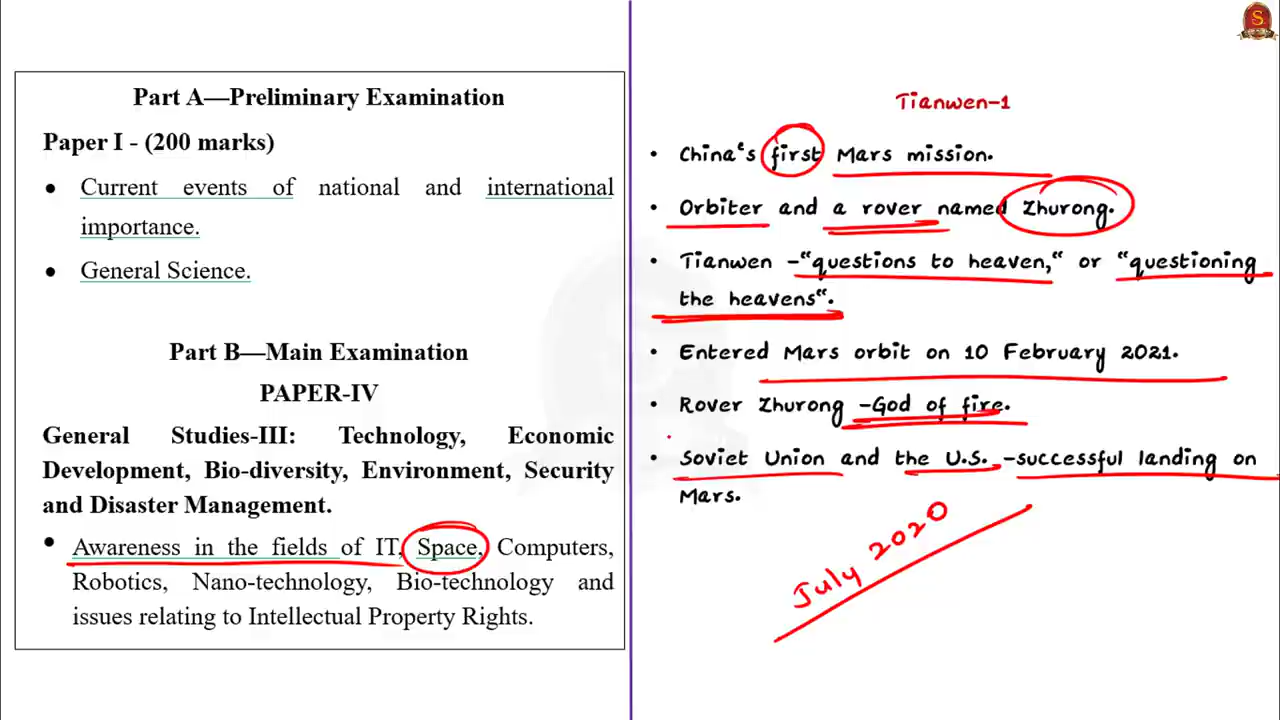 S
Part A—Preliminary Examination
Paper I - (200 marks)
• Current events of national and international
importance.
• General Science.
Part B—Main Examination
PAPER-IV
General Studies-III: Technology, Economic
Development, Bio-diversity, Environment, Security
and Disaster Management.
• Awareness in the fields of IT, Space, Computers,
Robotics, Nano-technology, Bio-technology and
issues relating to Intellectual Property Rights.
Tianwen-1
• China's first Mars mission.
• Orbiter and a rover named Zhurong.
• Tianwen -"questions to heaven," or "questioning
the heavens".
• Entered Mars orbit on 10 February 2021.
• Rover Zhurong -God of fire.
• Soviet Union and the U.S. -successful landing on
Mars.
July 2020